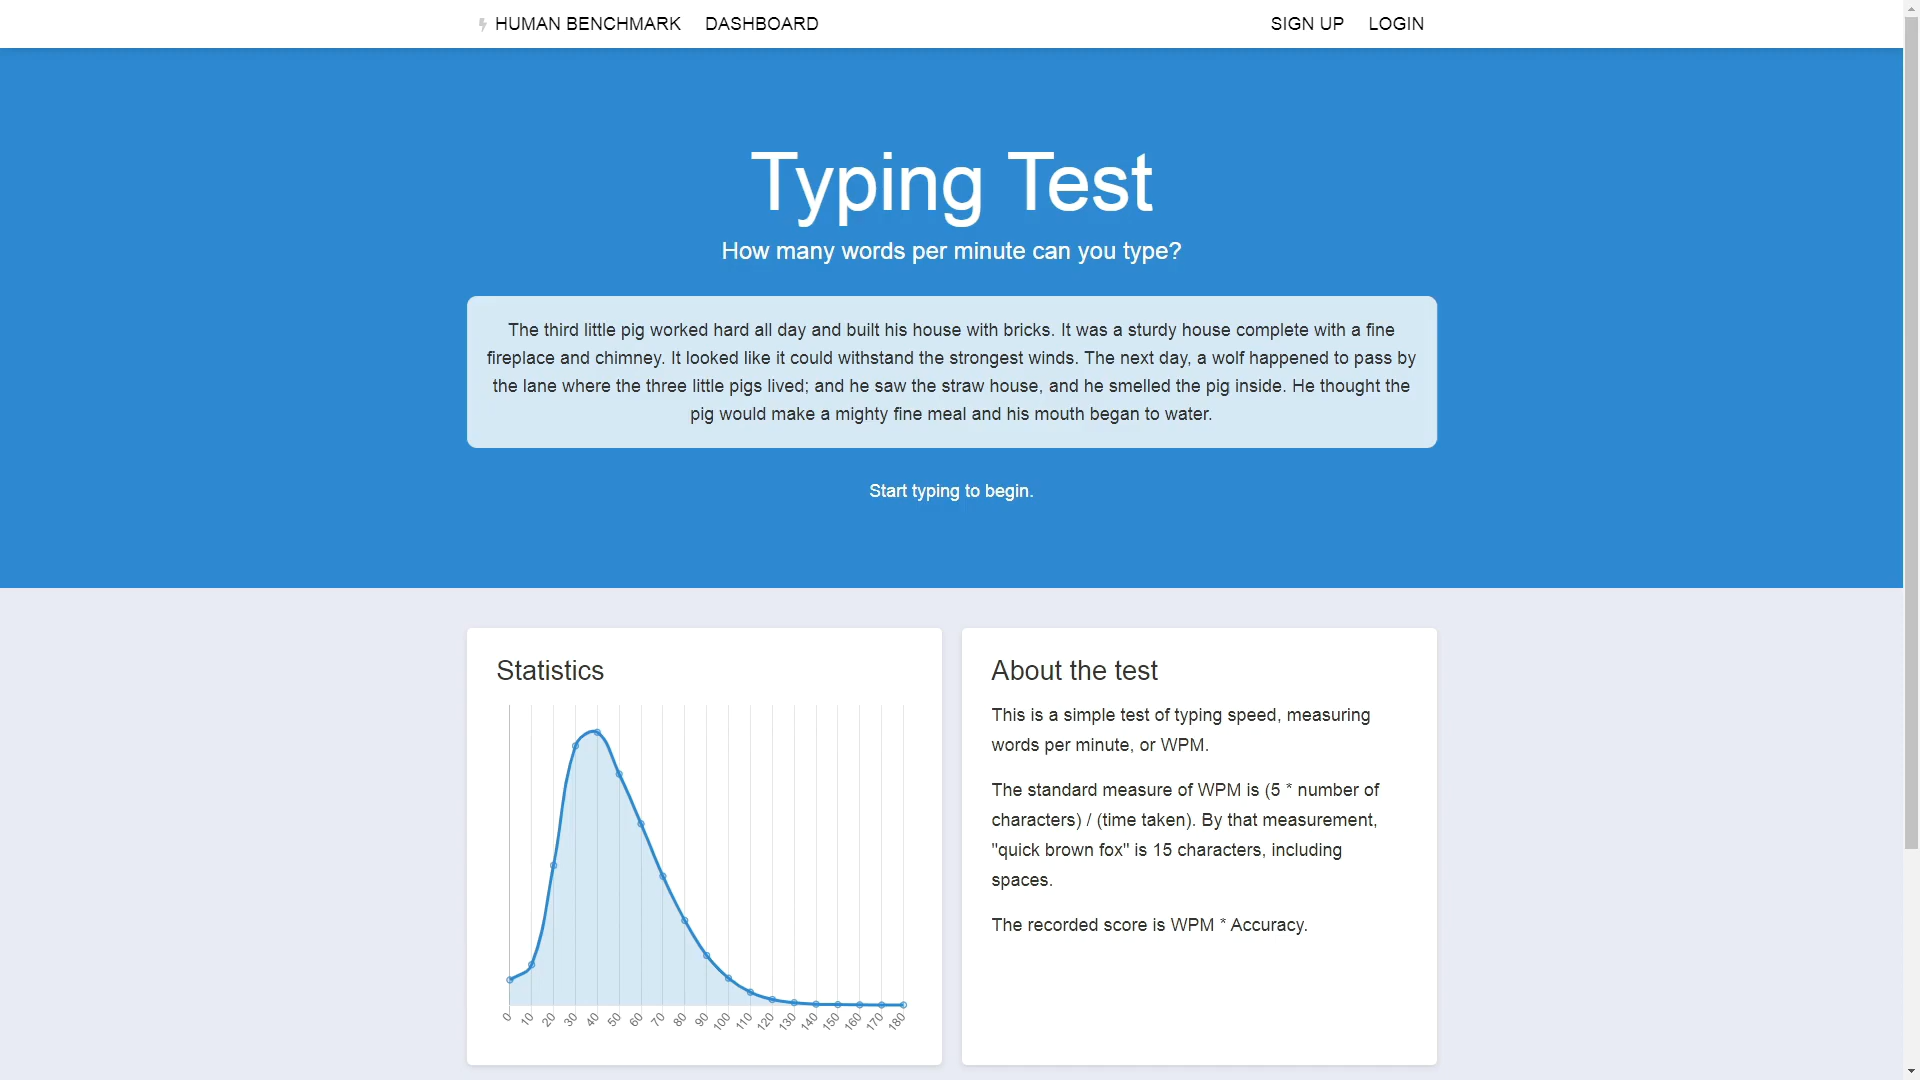 HUMAN BENCHMARK DASHBOARD SIGN UP LOGIN
Typing Test
How many words per minute can you type?
The third little pig worked hard all day and built his house with bricks. It was a sturdy house complete with a fine
fireplace and chimney. It looked like it could withstand the strongest winds. The next day, a wolf happened to pass by
the lane where the three little pigs lived; and he saw the straw house, and he smelled the pig inside. He thought the
pig would make a mighty fine meal and his mouth began to water.
Start typing to begin.
Statistics
0 10 20 30 40 50 60 70 80 90 100 110 120 130 140 150 160 170 180
About the test
This is a simple test of typing speed, measuring
words per minute, or WPM.
The standard measure of WPM is (5 * number of
characters) / (time taken). By that measurement,
"quick brown fox" is 15 characters, including
spaces.
The recorded score is WPM * Accuracy.